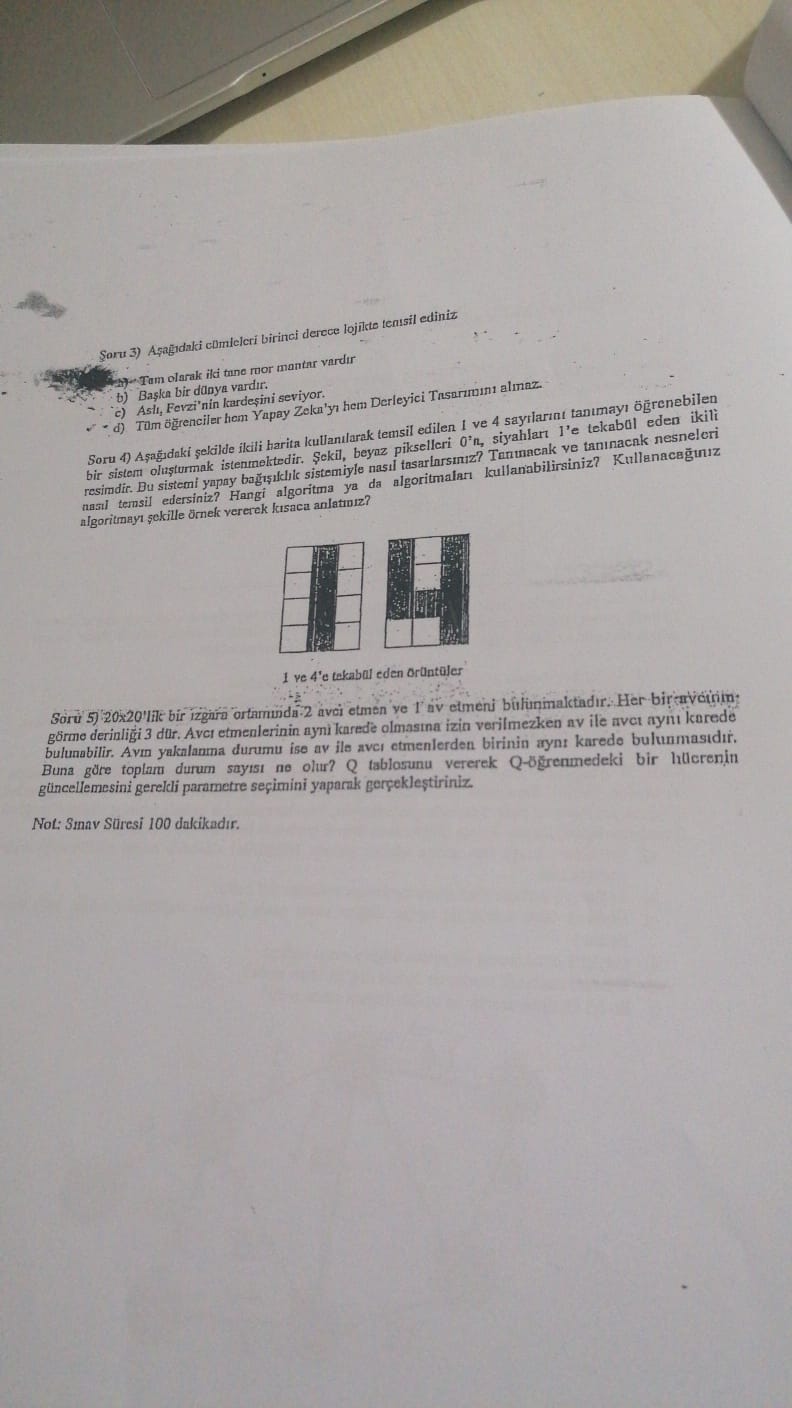 Soru 3) Aşağıdaki cümleleri birinci derece lojikte temsil ediniz
a) Tam olarak iki tane mor mantar vardır
b) Başka bir dünya vardır.
c) Aslı, Fevzi'nin kardeşini seviyor.
d) Tüm öğrenciler hem Yapay Zeka'yı hem Derleyici Tasarımını almaz.
Soru 4) Aşağıdaki şekilde ikili harita kullanılarak temsil edilen 1 ve 4 sayılarını tanımayı öğrenebilen
bir sistem oluşturmak istenmektedir. Şekil, beyaz pikselleri 0'a, siyahları 1'e tekabül eden ikili
resimdir. Bu sistemi yapay bağışıklık sistemiyle nasıl tasarlarsınız? Tanınacak ve tanınacak nesneleri
nasıl temsil edersiniz? Hangi algoritma ya da algoritmaları kullanabilirsiniz? Kullanacağınız
algoritmayı şekille örnek vererek kısaca anlatınız?
1 ve 4'e tekabül eden örüntüler
Soru 5) 20x20'lik bir ızgara ortamında 2 avcı etmen ve 1 av etmeni bulunmaktadır. Her bir avcının
görme derinliği 3 dür. Avcı etmenlerinin aynı karede olmasına izin verilmezken av ile avcı aynı karede
bulunabilir. Avın yakalanma durumu ise av ile avcı etmenlerden birinin aynı karede bulunmasıdır.
Buna göre toplam durum sayısı ne olur? Q tablosunu vererek Q-öğrenmedeki bir hücrenin
güncellemesini gerekli parametre seçimini yaparak gerçekleştiriniz.
Not: Sınav Süresi 100 dakikadır.